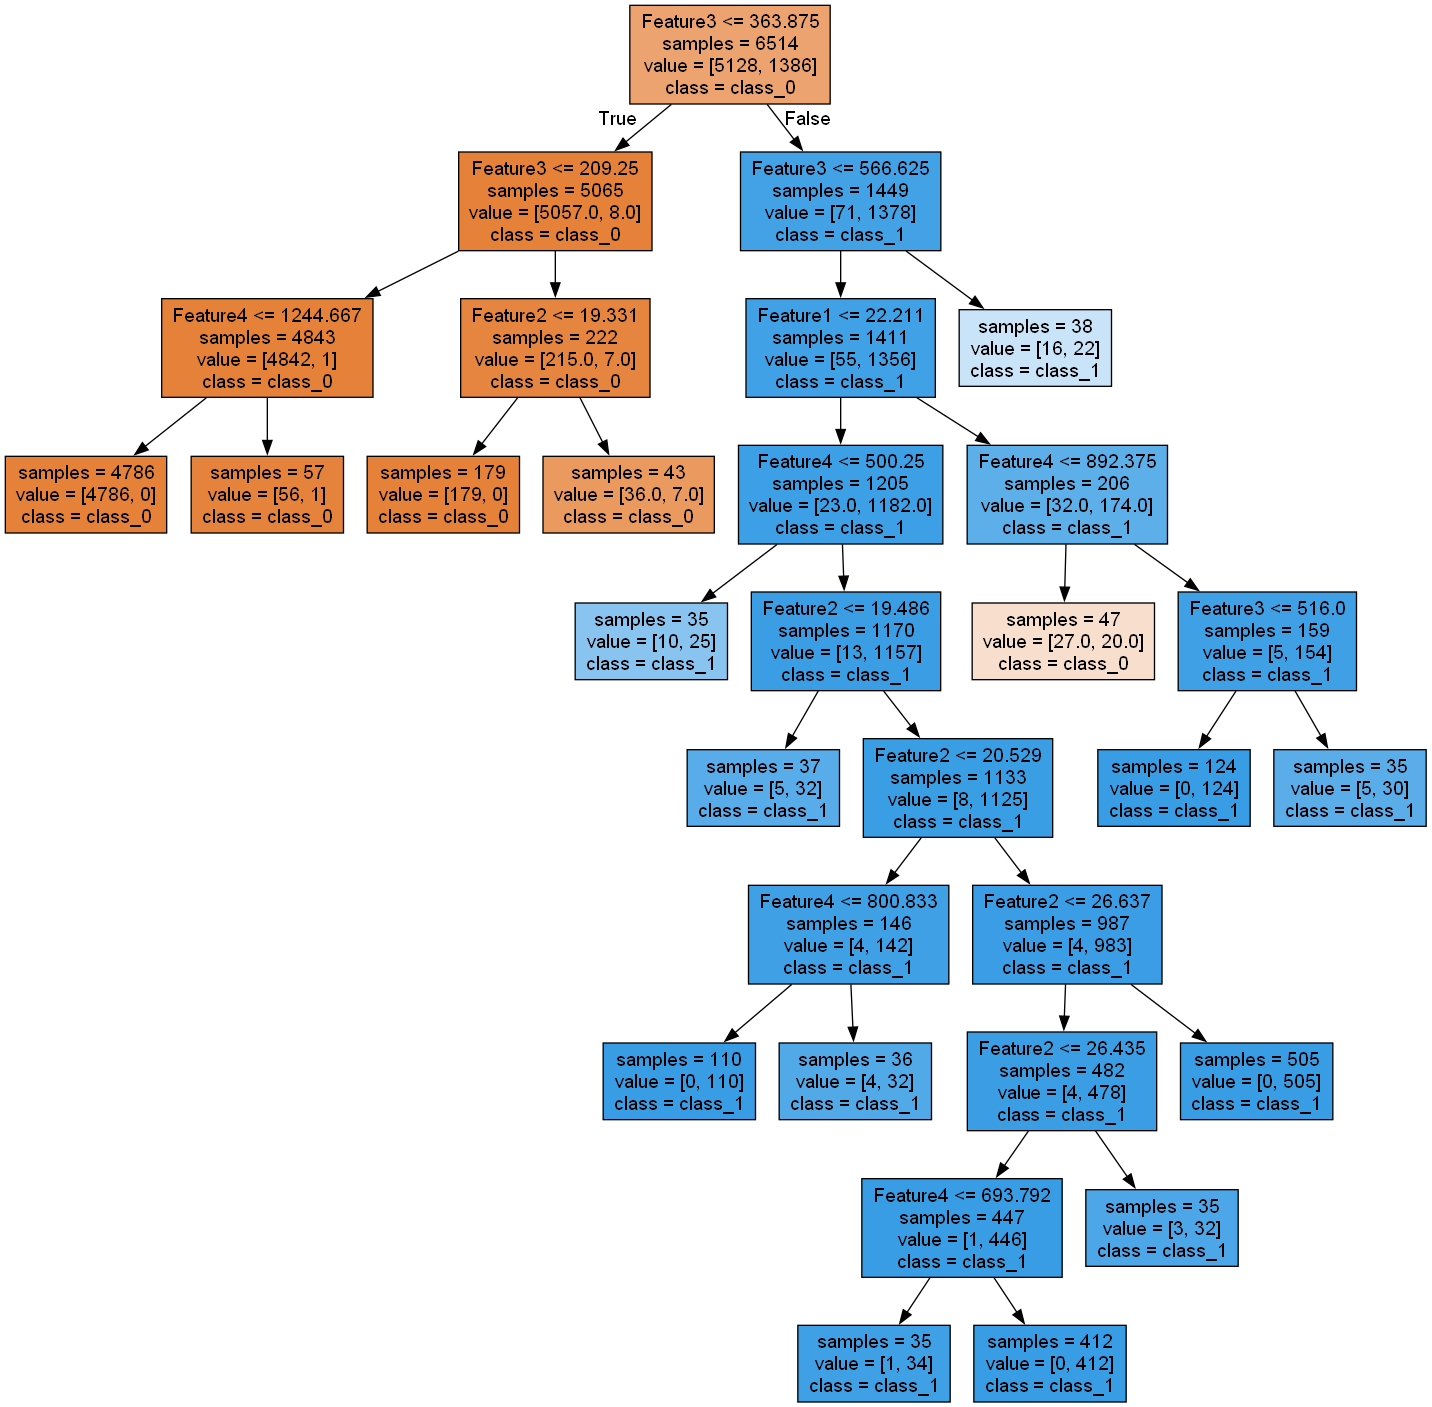 Feature3 <= 363.875
samples = 6514
value = [5128, 1386]
class = class_0
True
False
Feature3 <= 209.25
samples = 5065
value = [5057.0, 8.0]
class = class_0
Feature3 <= 566.625
samples = 1449
value = [71, 1378]
class = class_1
Feature4 <= 1244.667
samples = 4843
value = [4842, 1]
class = class_0
Feature2 <= 19.331
samples = 222
value = [215.0, 7.0]
class = class_0
Feature1 <= 22.211
samples = 1411
value = [55, 1356]
class = class_1
samples = 38
value = [16, 22]
class = class_1
samples = 4786
value = [4786, 0]
class = class_0
samples = 57
value = [56, 1]
class = class_0
samples = 179
value = [179, 0]
class = class_0
samples = 43
value = [36.0, 7.0]
class = class_0
Feature4 <= 500.25
samples = 1205
value = [23.0, 1182.0]
class = class_1
Feature4 <= 892.375
samples = 206
value = [32.0, 174.0]
class = class_1
samples = 35
value = [10, 25]
class = class_1
Feature2 <= 19.486
samples = 1170
value = [13, 1157]
class = class_1
samples = 47
value = [27.0, 20.0]
class = class_0
Feature3 <= 516.0
samples = 159
value = [5, 154]
class = class_1
samples = 37
value = [5, 32]
class = class_1
Feature2 <= 20.529
samples = 1133
value = [8, 1125]
class = class_1
samples = 124
value = [0, 124]
class = class_1
samples = 35
value = [5, 30]
class = class_1
Feature4 <= 800.833
samples = 146
value = [4, 142]
class = class_1
Feature2 <= 26.637
samples = 987
value = [4, 983]
class = class_1
samples = 110
value = [0, 110]
class = class_1
samples = 36
value = [4, 32]
class = class_1
Feature2 <= 26.435
samples = 482
value = [4, 478]
class = class_1
samples = 505
value = [0, 505]
class = class_1
Feature4 <= 693.792
samples = 447
value = [1, 446]
class = class_1
samples = 35
value = [3, 32]
class = class_1
samples = 35
value = [1, 34]
class = class_1
samples = 412
value = [0, 412]
class = class_1